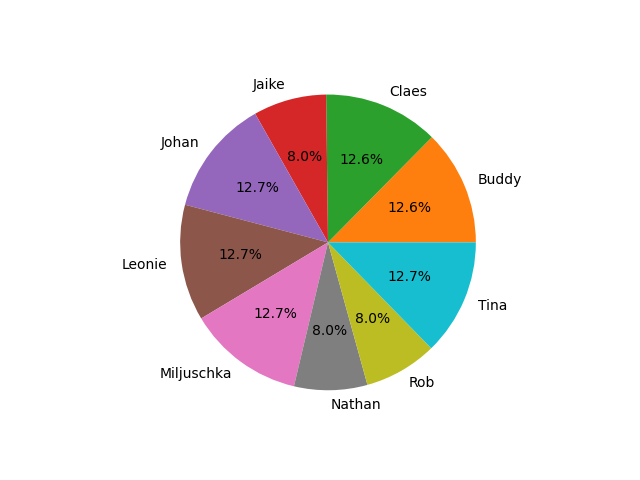 Jaike
Claes
Johan
Buddy
8.0%
12.6%
12.7%
12.6%
Leonie
12.7%
12.7%
Tina
12.7%
8.0%
8.0%
Miljuschka
Rob
Nathan